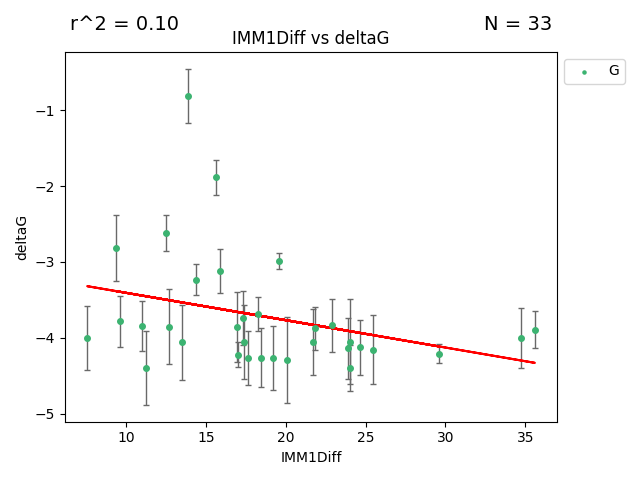 r^2 = 0.10
N = 33
IMM1Diff vs deltaG
G
−1
−2
−3
−4
−5
deltaG
10
15
20
25
30
35
IMM1Diff